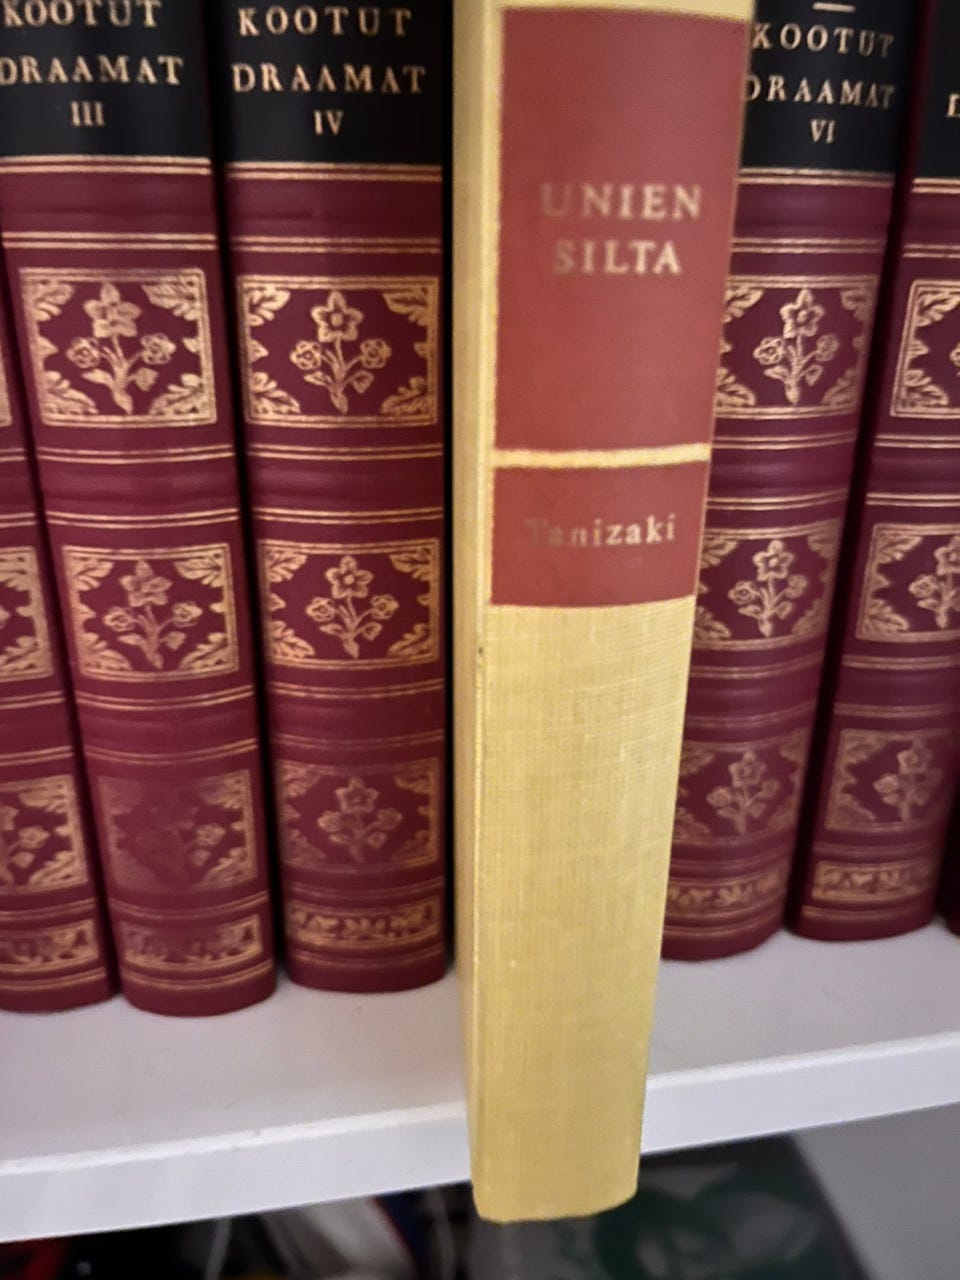 KOOTUT
DRAAMAT
III
KOOTUT
DRAAMAT
IV
UNIEN
SILTA
Tanizaki
KOOTUT
DRAAMAT
VI